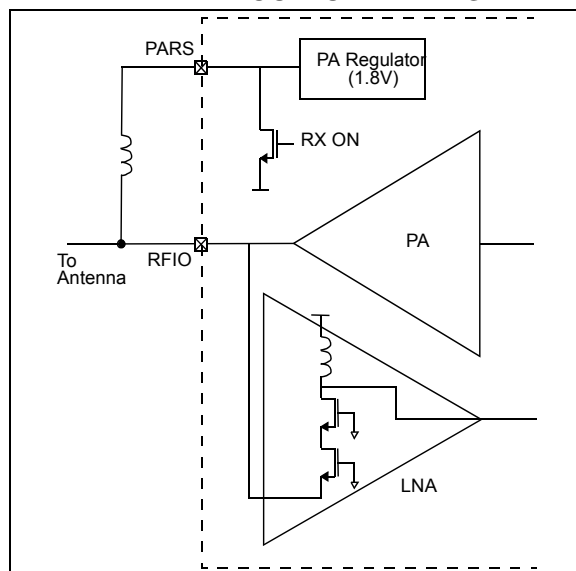 PARS
PA Regulator
(1.8V)
RX ON
PA
To
Antenna
RFIO
LNA